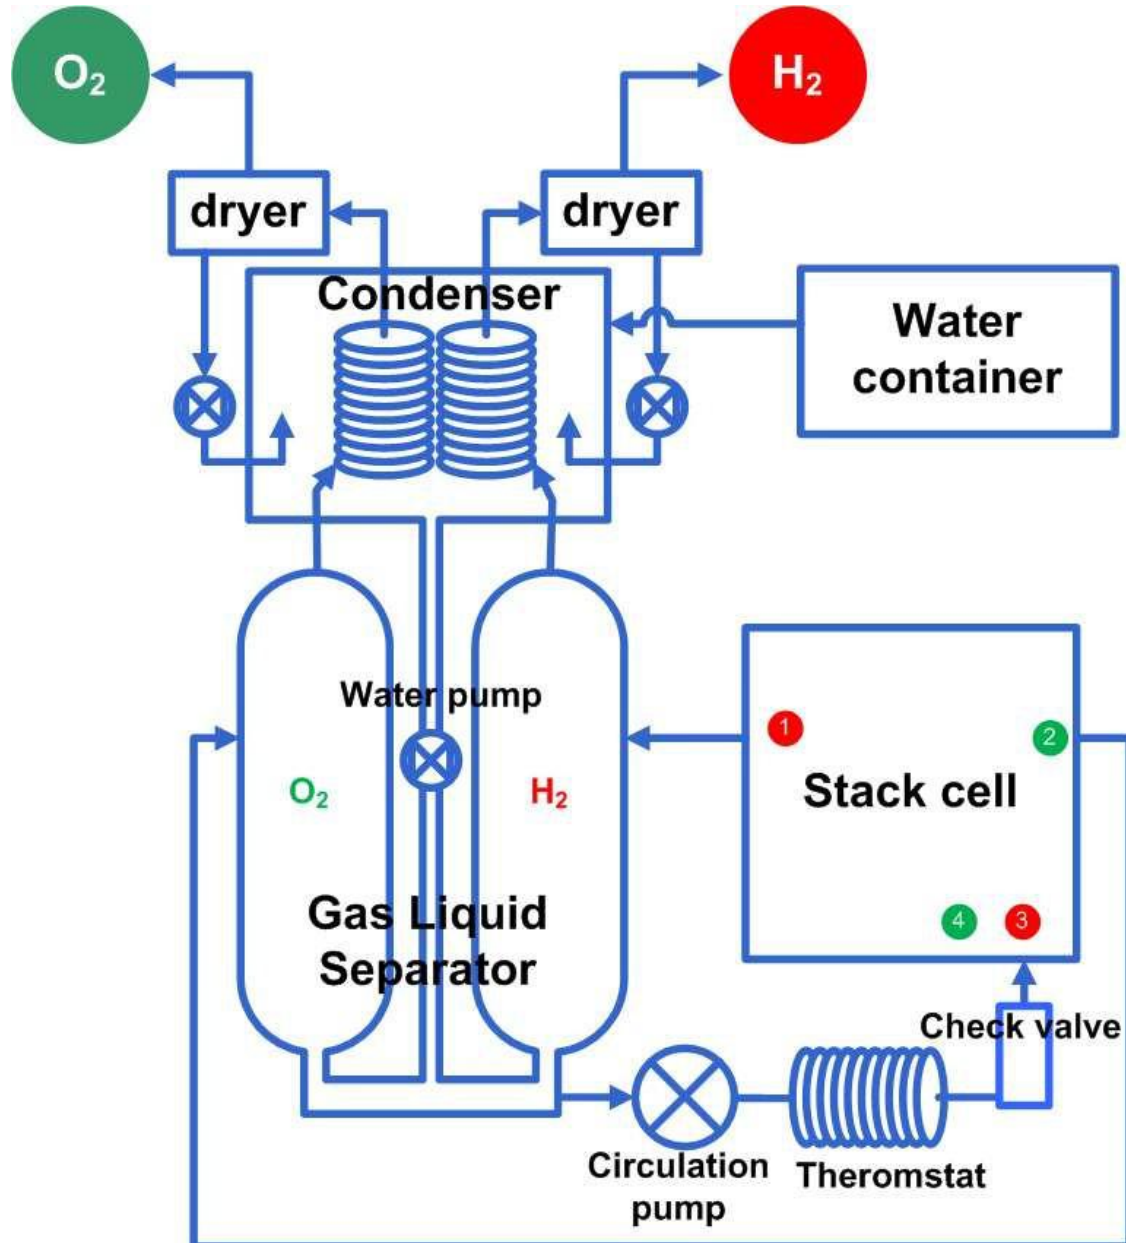 O₂
H₂
dryer
dryer
Condenser
Water
container
Water pump
1
2
O₂
H₂
Stack cell
Gas Liquid
Separator
4
3
Check valve
Circulation
pump
Theromstat